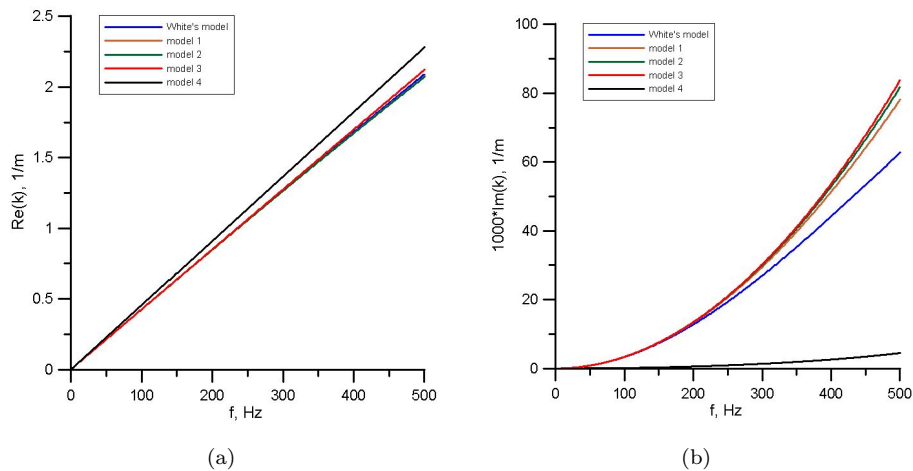 2.5
2
1.5
1
0.5
0
Re(k), 1/m
White's model
model 1
model 2
model 3
model 4
0 100 200 300 400 500
f, Hz
(a)
100
80
60
40
20
0
1000*Im(k), 1/m
White's model
model 1
model 2
model 3
model 4
0 100 200 300 400 500
f, Hz
(b)